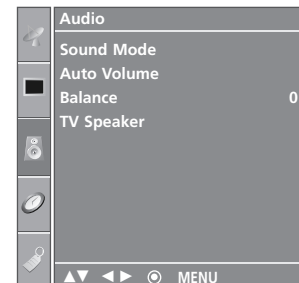 Audio
Sound Mode
Auto Volume
Balance 0
TV Speaker
▲▼ ◄► ⦿ MENU